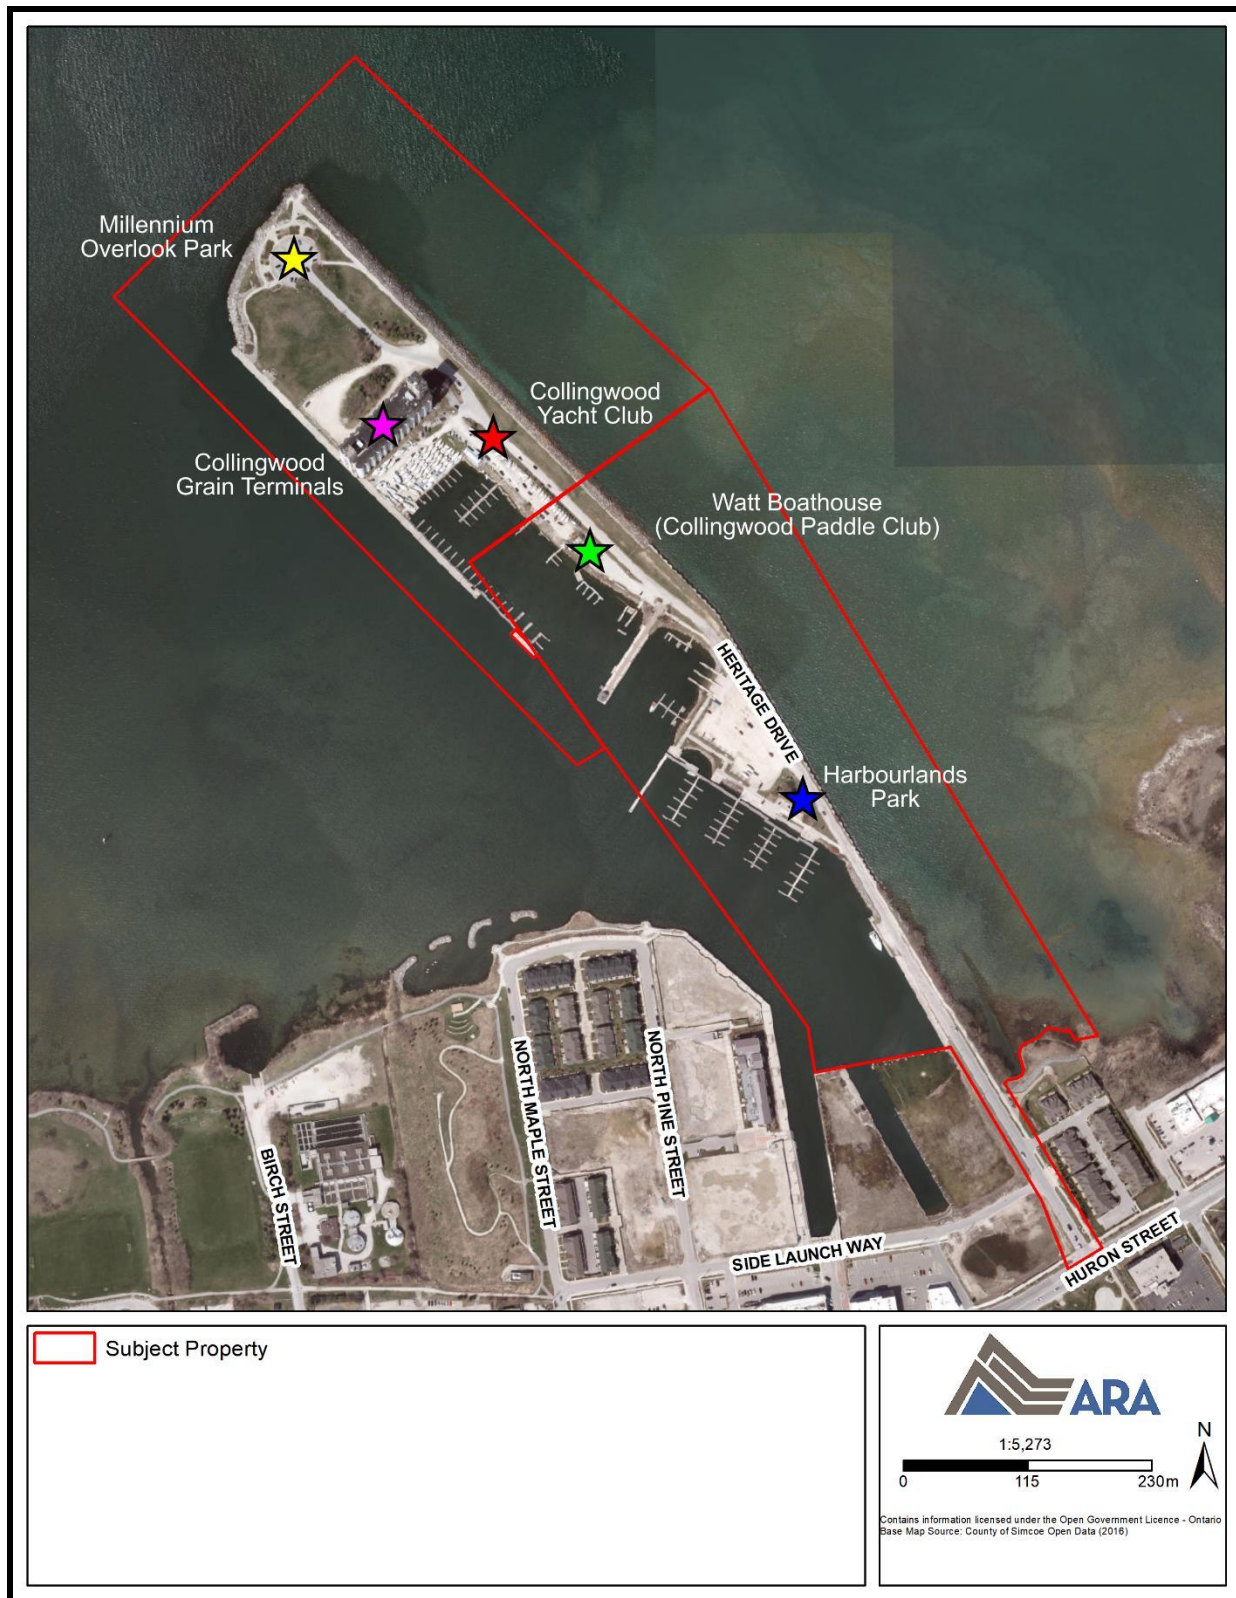 Millennium
Overlook Park
Collingwood
Yacht Club
Collingwood
Grain Terminals
Watt Boathouse
(Collingwood Paddle Club)
HERITAGE DRIVE
Harbourlands
Park
NORTH MAPLE STREET
NORTH PINE STREET
BIRCH STREET
SIDE LAUNCH WAY
HURON STREET
Subject Property
ARA
N
1:5,273
0 115 230m
Contains information licensed under the Open Government Licence - Ontario
Base Map Source: County of Simcoe Open Data (2016)